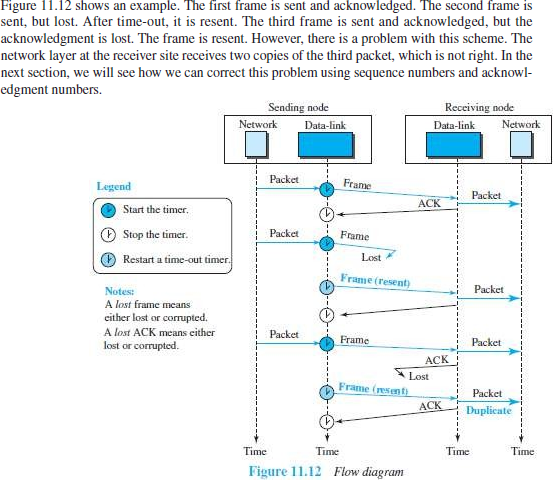 Figure 11.12 shows an example. The first frame is sent and acknowledged. The second frame is
sent, but lost. After time-out, it is resent. The third frame is sent and acknowledged, but the
acknowledgment is lost. The frame is resent. However, there is a problem with this scheme. The
network layer at the receiver site receives two copies of the third packet, which is not right. In the
next section, we will see how we can correct this problem using sequence numbers and acknowl-
edgment numbers.
Sending node
Receiving node
Network
Data-link
Data-link
Network
Legend
Start the timer.
Stop the timer.
Restart a time-out timer.
Notes:
A lost frame means
either lost or corrupted.
A lost ACK means either
lost or corrupted.
Packet
Frame
Packet
ACK
Packet
Frame
Lost
Frame (resent)
Packet
Packet
Frame
Packet
ACK
Lost
Frame (resent)
Packet
ACK
Duplicate
Time
Time
Time
Time
Figure 11.12 Flow diagram